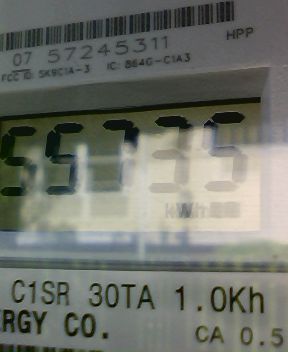 07 57245311
HPP
FCC ID: SK9C1A-3 IC: 864G-C1A3
55735
kWh
C1SR 30TA 1.0Kh
RGY CO.
CA 0.5